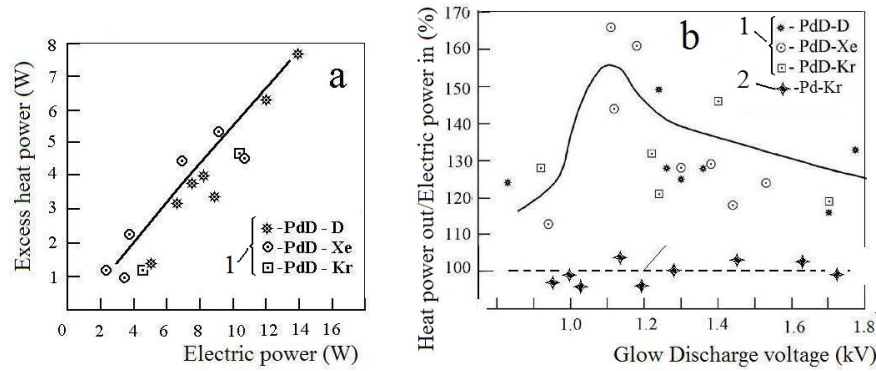 a
Excess heat power (W)
8
7
6
5
4
3
2
1
1
- PdD - D
- PdD - Xe
- PdD - Kr
0 2 4 6 8 10 12 14 16
Electric power (W)
b
Heat power out/Electric power in (%)
170
160
150
140
130
120
110
100
1
- PdD-D
- PdD-Xe
- PdD-Kr
2 -Pd-Kr
1.0 1.2 1.4 1.6 1.8
Glow Discharge voltage (kV)